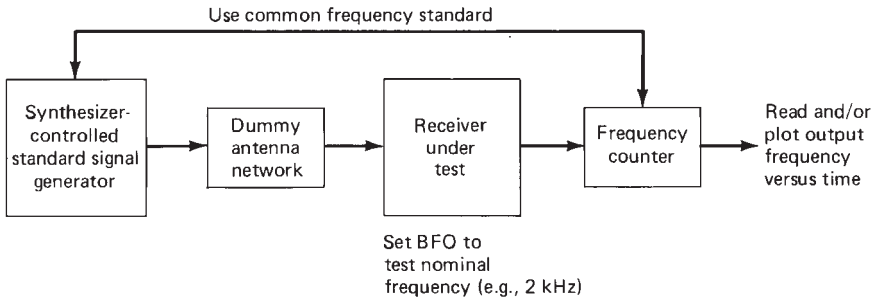 Use common frequency standard
Synthesizer-
controlled
standard signal
generator
Dummy
antenna
network
Receiver
under
test
Frequency
counter
Read and/or
plot output
frequency
versus time
Set BFO to
test nominal
frequency (e.g., 2 kHz)